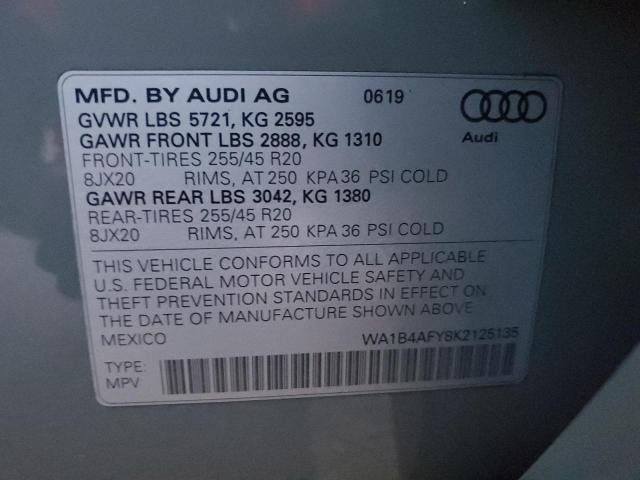 MFD. BY AUDI AG 0619
GVWR LBS 5721, KG 2595
GAWR FRONT LBS 2888, KG 1310
Audi
FRONT-TIRES 255/45 R20
8JX20 RIMS, AT 250 KPA 36 PSI COLD
GAWR REAR LBS 3042, KG 1380
REAR-TIRES 255/45 R20
8JX20 RIMS, AT 250 KPA 36 PSI COLD
THIS VEHICLE CONFORMS TO ALL APPLICABLE
U.S. FEDERAL MOTOR VEHICLE SAFETY AND
THEFT PREVENTION STANDARDS IN EFFECT ON
THE DATE OF MANUFACTURE SHOWN ABOVE
MEXICO WA1B4AFY8K2125135
TYPE:
MPV